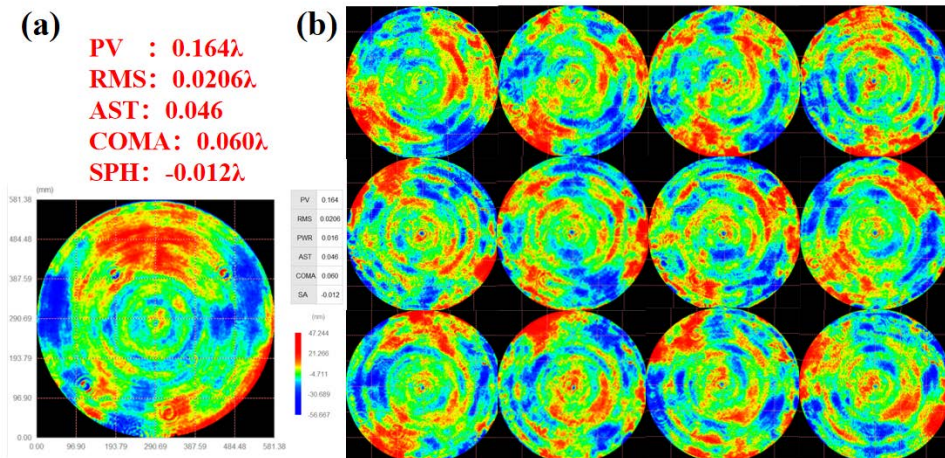 (a)
PV : 0.164λ
RMS: 0.0206λ
AST: 0.046
COMA: 0.060λ
SPH: -0.012λ
(b)
(mm)
581.38
484.48
387.59
290.69
193.79
96.90
0.00
0.00 96.90 193.79 290.69 387.59 484.48 581.38
PV 0.164
RMS 0.0206
PWR 0.016
AST 0.046
COMA 0.060
SA -0.012
(nm)
47.244
21.266
-4.711
-30.689
-56.667